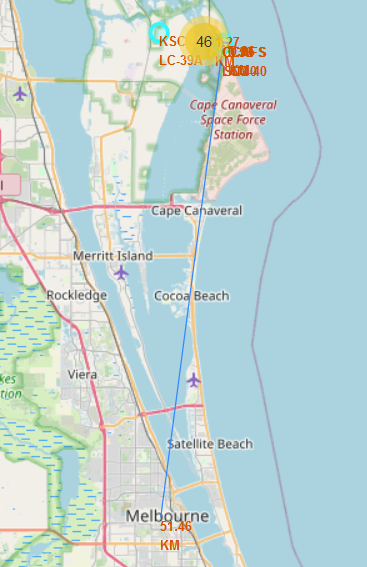 KSC
LC-39A
46
KM
Cape Canaveral
Space Force
Station
Cape Canaveral
Merritt Island
Rockledge
Cocoa Beach
Viera
Satellite Beach
Melbourne
51.46
KM